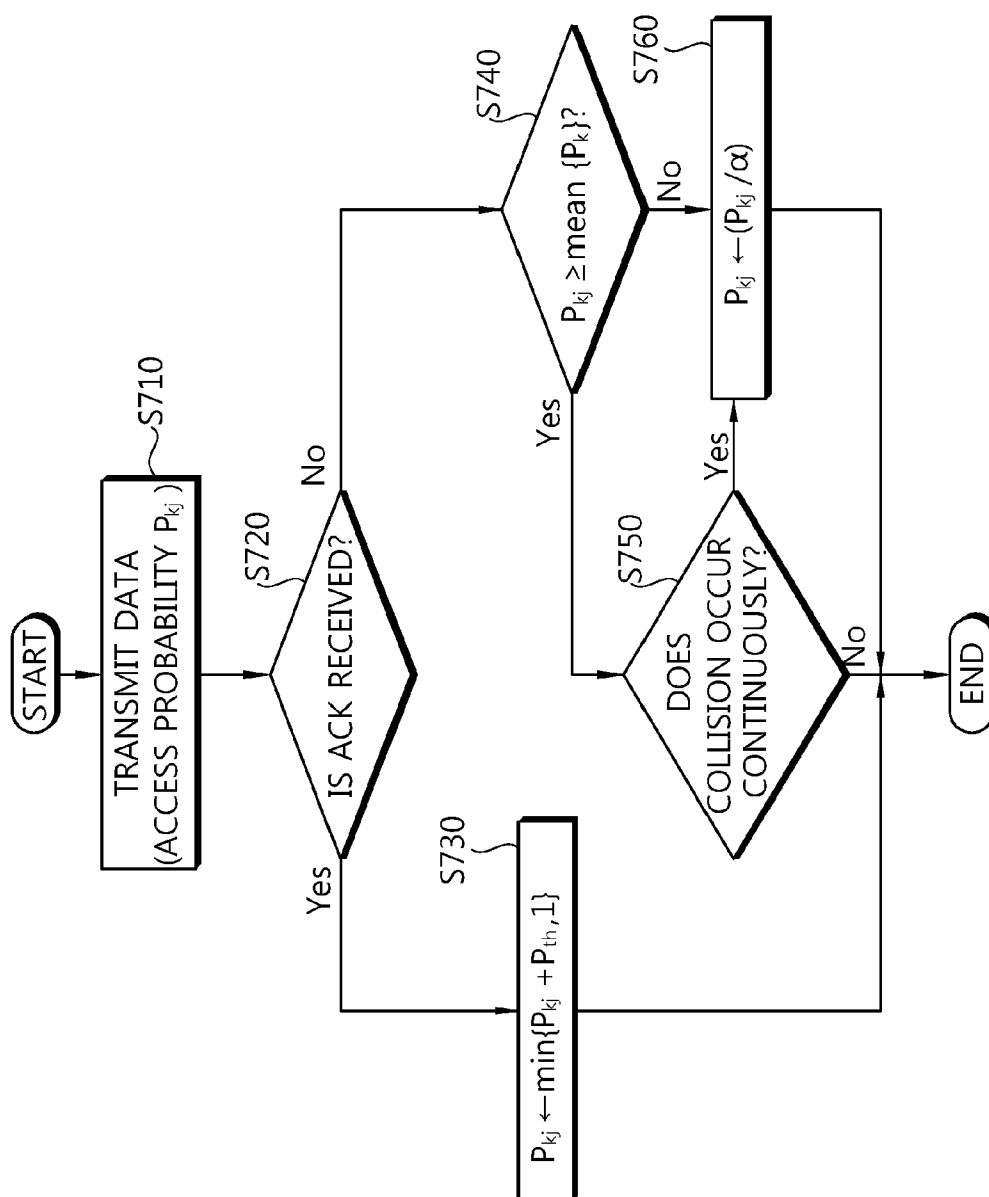 START
TRANSMIT DATA
(ACCESS PROBABILITY Pkj)
S710
IS ACK RECEIVED?
S720
Yes
No
Pkj ←min{Pkj +Pth,1}
S730
Pkj ≥mean {Pk}?
S740
Yes
No
DOES
COLLISION OCCUR
CONTINUOUSLY?
S750
Yes
No
Pkj ←(Pkj /α)
S760
END